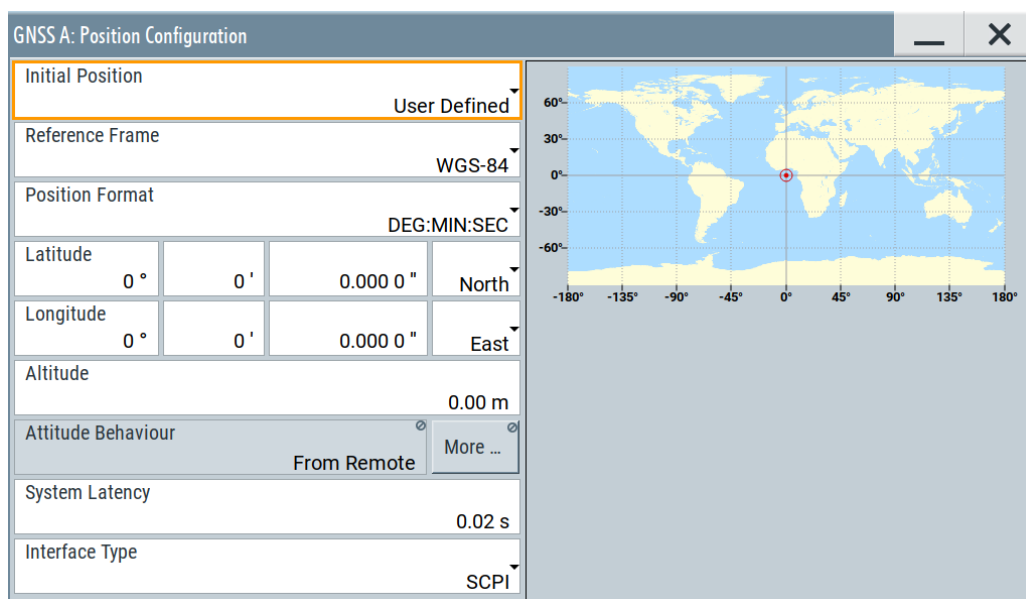 GNSS A: Position Configuration
Initial Position
User Defined
Reference Frame
WGS-84
Position Format
DEG:MIN:SEC
Latitude
0 ° 0 ' 0.000 0 " North
Longitude
0 ° 0 ' 0.000 0 " East
Altitude
0.00 m
Attitude Behaviour
From Remote More ...
System Latency
0.02 s
Interface Type
SCPI
60°
30°
0°
-30°
-60°
-180° -135° -90° -45° 0° 45° 90° 135° 180°